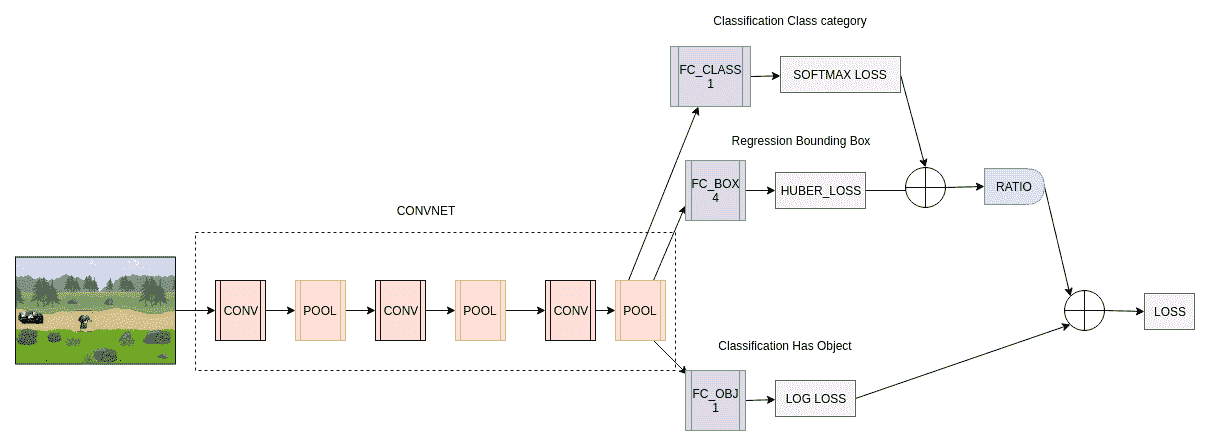 Classification Class category
FC_CLASS
1
SOFTMAX LOSS
Regression Bounding Box
FC_BOX
4
HUBER_LOSS
RATIO
CONVNET
CONV
POOL
CONV
POOL
CONV
POOL
LOSS
Classification Has Object
FC_OBJ
1
LOG LOSS